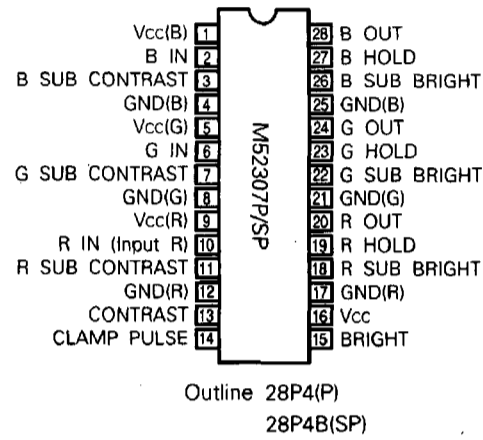 Vcc(B) 1 28 B OUT
B IN 2 27 B HOLD
B SUB CONTRAST 3 26 B SUB BRIGHT
GND(B) 4 25 GND(B)
Vcc(G) 5 24 G OUT
G IN 6 23 G HOLD
G SUB CONTRAST 7 22 G SUB BRIGHT
GND(G) 8 21 GND(G)
Vcc(R) 9 20 R OUT
R IN (Input R) 10 19 R HOLD
R SUB CONTRAST 11 18 R SUB BRIGHT
GND(R) 12 17 GND(R)
CONTRAST 13 16 Vcc
CLAMP PULSE 14 15 BRIGHT
M52307P/SP
Outline 28P4(P)
28P4B(SP)